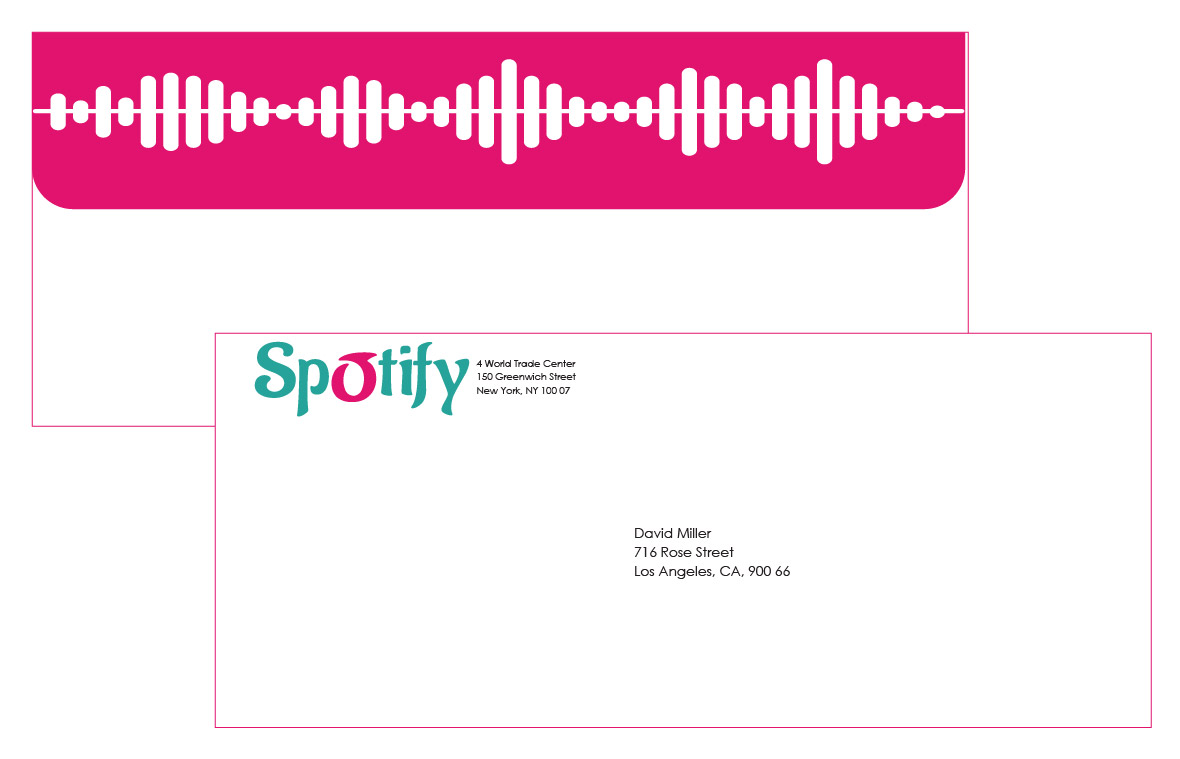 Spotify
4 World Trade Center
150 Greenwich Street
New York, NY 100 07
David Miller
716 Rose Street
Los Angeles, CA, 900 66